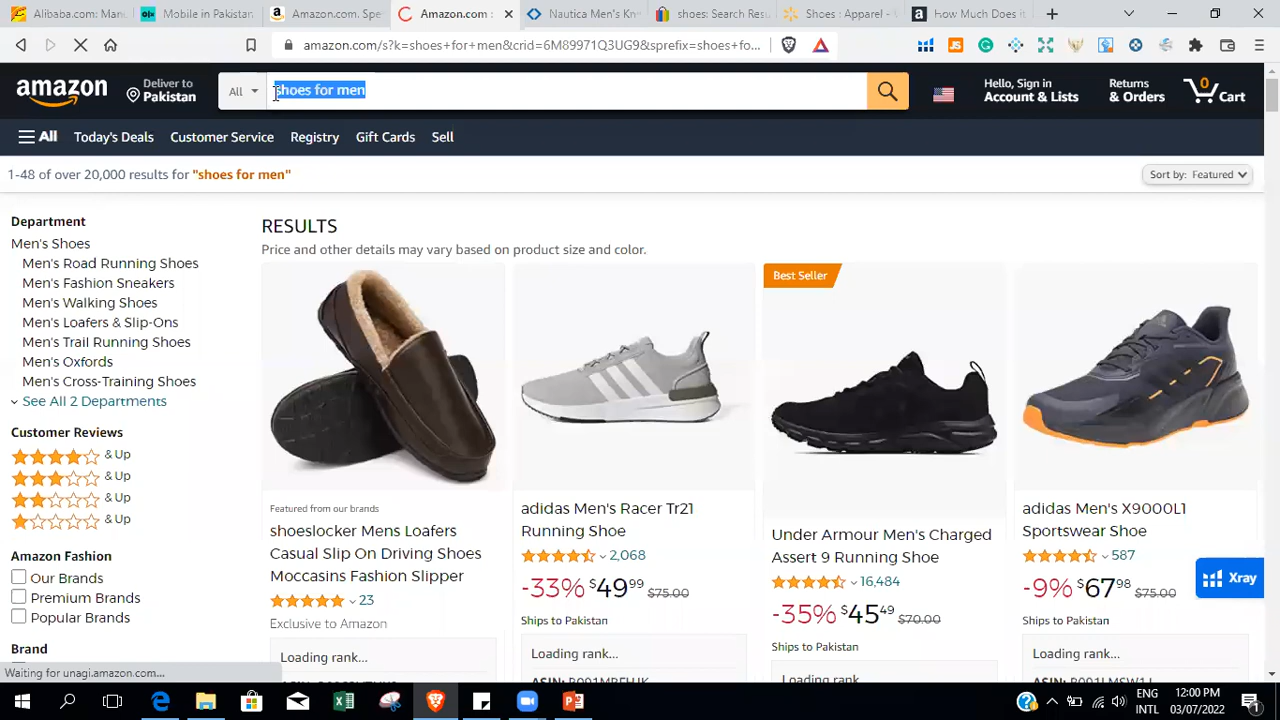 Alibaba.com: Man
Mobile in Pakistan
Amazon.com. Spe
Amazon.com :
Nautica Men's Kn
shoes: Search Resu
Shoes | Apparel - W
How Much Does it
amazon.com/s?k=shoes+for+men&crid=6M89971Q3UG9&sprefix=shoes+fo...
amazon
Deliver to
Pakistan
All
shoes for men
Hello, Sign in
Account & Lists
Returns
& Orders
0
Cart
All
Today's Deals
Customer Service
Registry
Gift Cards
Sell
1-48 of over 20,000 results for "shoes for men"
Sort by: Featured
Department
Men's Shoes
Men's Road Running Shoes
Men's Fashion Sneakers
Men's Walking Shoes
Men's Loafers & Slip-Ons
Men's Trail Running Shoes
Men's Oxfords
Men's Cross-Training Shoes
See All 2 Departments
Customer Reviews
& Up
& Up
& Up
& Up
Amazon Fashion
Our Brands
Premium Brands
Popular Brands
Brand
RESULTS
Price and other details may vary based on product size and color.
Featured from our brands
shoeslocker Mens Loafers
Casual Slip On Driving Shoes
Moccasins Fashion Slipper
23
Exclusive to Amazon
Loading rank...
adidas Men's Racer Tr21
Running Shoe
2,068
-33% $49 99 $75.00
Ships to Pakistan
Loading rank...
Best Seller
Under Armour Men's Charged
Assert 9 Running Shoe
16,484
-35% $45 49 $70.00
Ships to Pakistan
Loading rank...
adidas Men's X9000L1
Sportswear Shoe
587
-9% $67 98 $75.00
Ships to Pakistan
Loading rank...
Xray
Waiting for unagi.amazon.com...
ENG
INTL
12:00 PM
03/07/2022